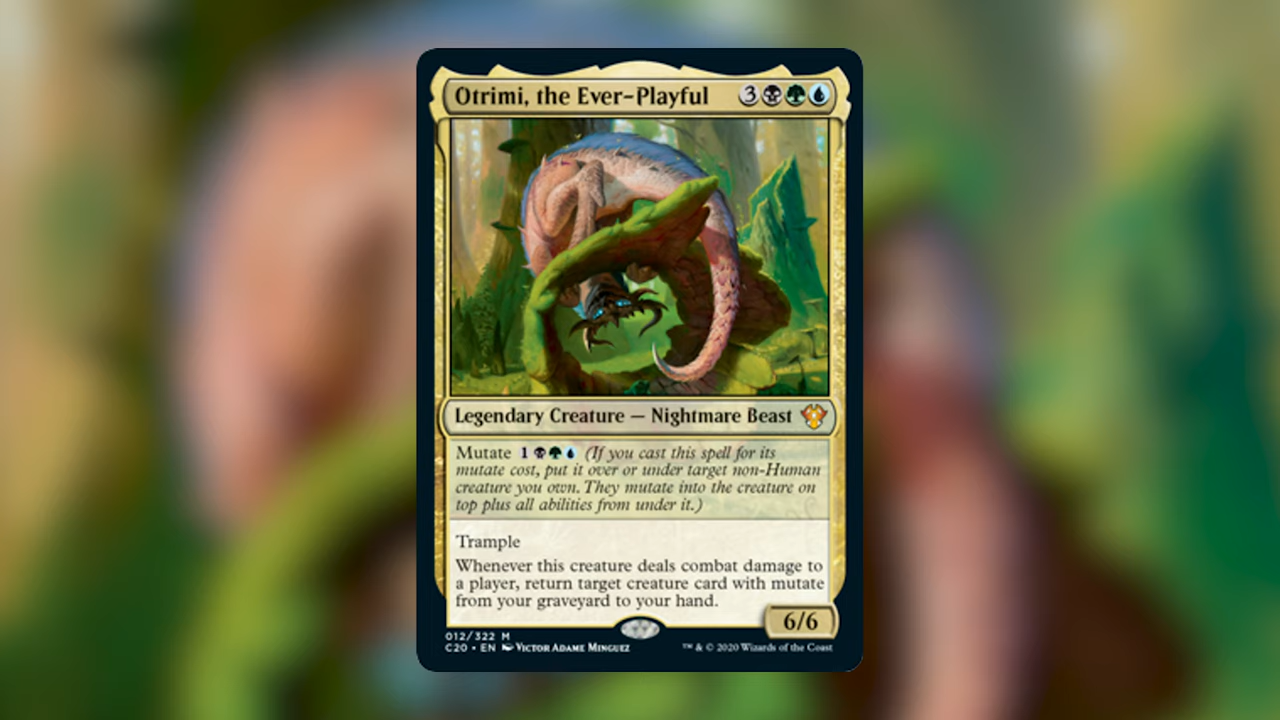 Otrimi, the Ever-Playful 3
Legendary Creature — Nightmare Beast
Mutate 1 (If you cast this spell for its
mutate cost, put it over or under target non-Human
creature you own. They mutate into the creature on
top plus all abilities from under it.)
Trample
Whenever this creature deals combat damage to
a player, return target creature card with mutate
from your graveyard to your hand.
6/6
012/322 M
C20 • EN Victor Adame Minguez
™ & © 2020 Wizards of the Coast